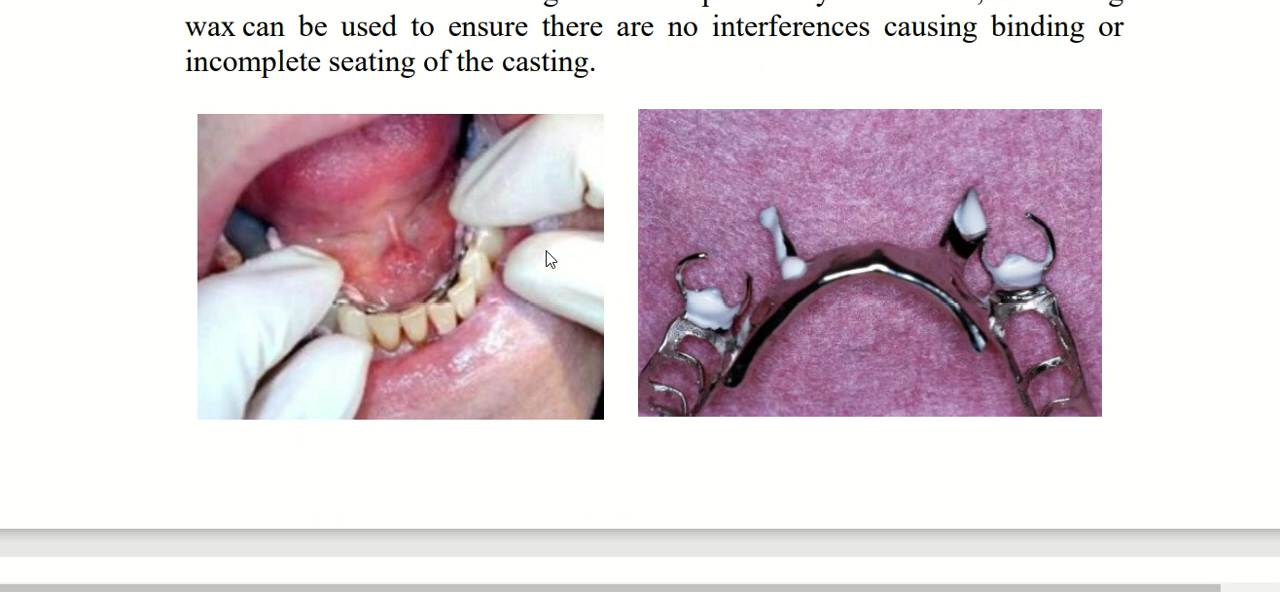 wax can be used to ensure there are no interferences causing binding or
incomplete seating of the casting.